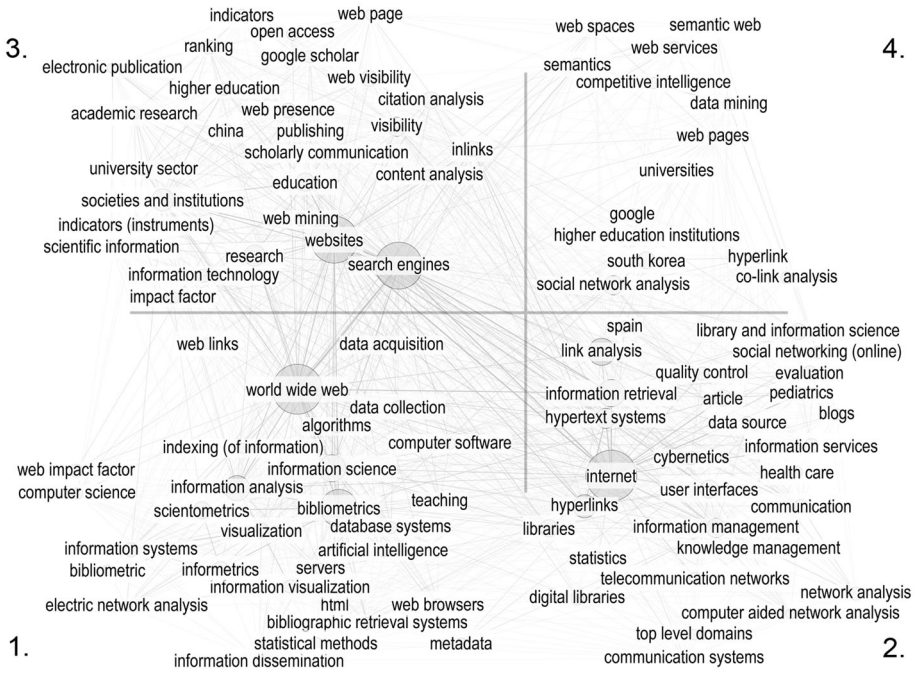 3.
indicators
web page
open access
ranking
google scholar
electronic publication
web visibility
higher education
citation analysis
academic research
web presence
china
publishing
visibility
scholarly communication
inlinks
university sector
content analysis
education
societies and institutions
indicators (instruments)
web mining
scientific information
websites
research
search engines
information technology
impact factor
4.
web spaces
semantic web
web services
semantics
competitive intelligence
data mining
web pages
universities
google
higher education institutions
south korea
hyperlink
social network analysis
co-link analysis
web links
data acquisition
world wide web
data collection
algorithms
indexing (of information)
computer software
web impact factor
information science
computer science
information analysis
scientometrics
bibliometrics
teaching
visualization
database systems
information systems
artificial intelligence
bibliometric
informetrics
servers
information visualization
electric network analysis
html
web browsers
bibliographic retrieval systems
1.
statistical methods
metadata
information dissemination
spain
library and information science
link analysis
social networking (online)
quality control
evaluation
information retrieval
article
pediatrics
hypertext systems
data source
blogs
cybernetics
information services
internet
health care
user interfaces
hyperlinks
communication
libraries
information management
knowledge management
statistics
telecommunication networks
digital libraries
network analysis
computer aided network analysis
top level domains
2.
communication systems